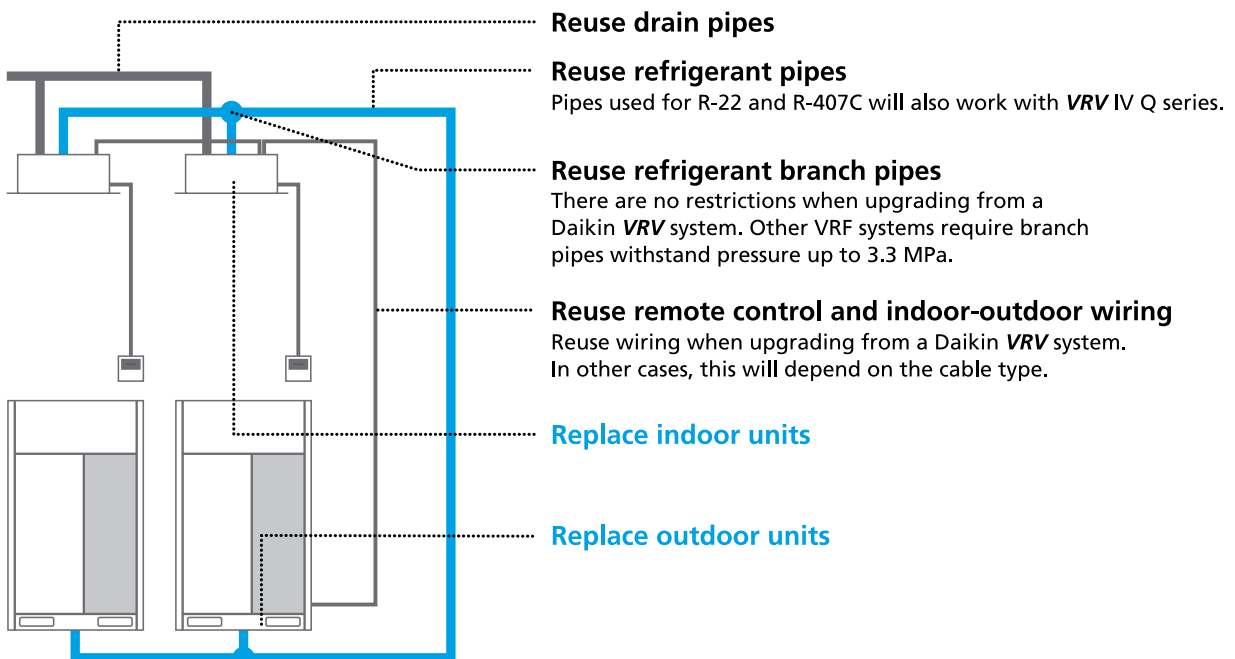 Reuse drain pipes
Reuse refrigerant pipes
Pipes used for R-22 and R-407C will also work with VRV IV Q series.
Reuse refrigerant branch pipes
There are no restrictions when upgrading from a
Daikin VRV system. Other VRF systems require branch
pipes withstand pressure up to 3.3 MPa.
Reuse remote control and indoor-outdoor wiring
Reuse wiring when upgrading from a Daikin VRV system.
In other cases, this will depend on the cable type.
Replace indoor units
Replace outdoor units